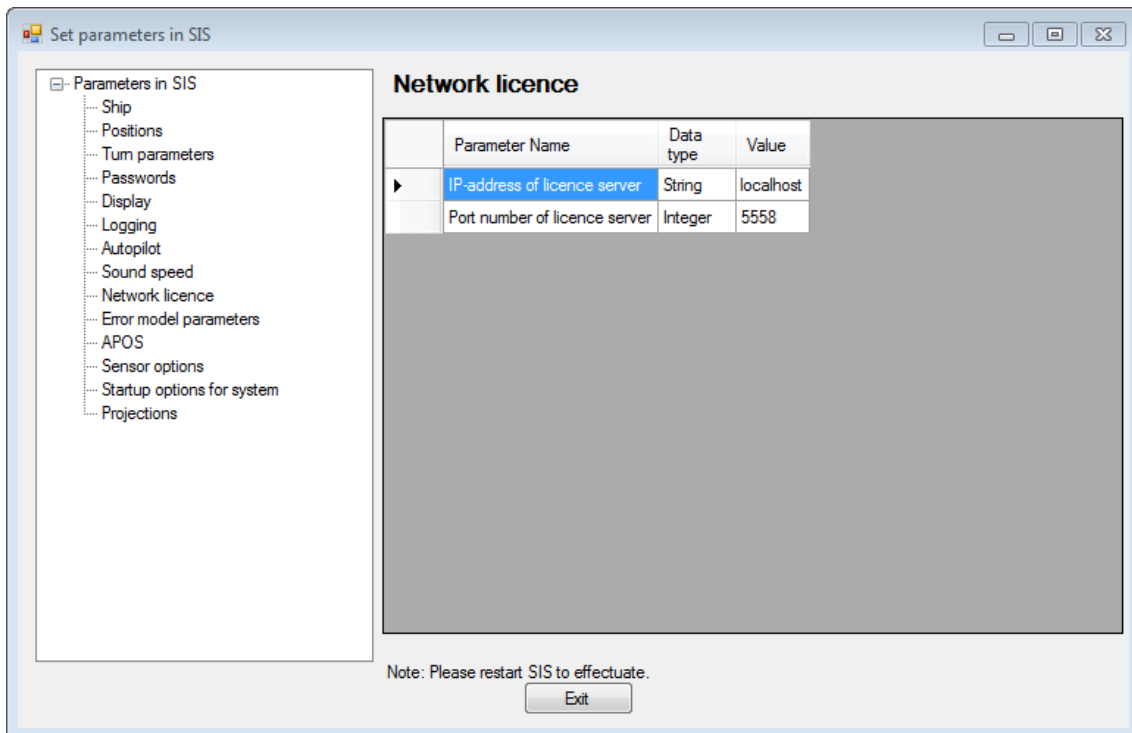 Set parameters in SIS
Parameters in SIS
Ship
Positions
Turn parameters
Passwords
Display
Logging
Autopilot
Sound speed
Network licence
Error model parameters
APOS
Sensor options
Startup options for system
Projections
Network licence
Parameter Name Data type Value
IP-address of licence server String localhost
Port number of licence server Integer 5558
Note: Please restart SIS to effectuate.
Exit